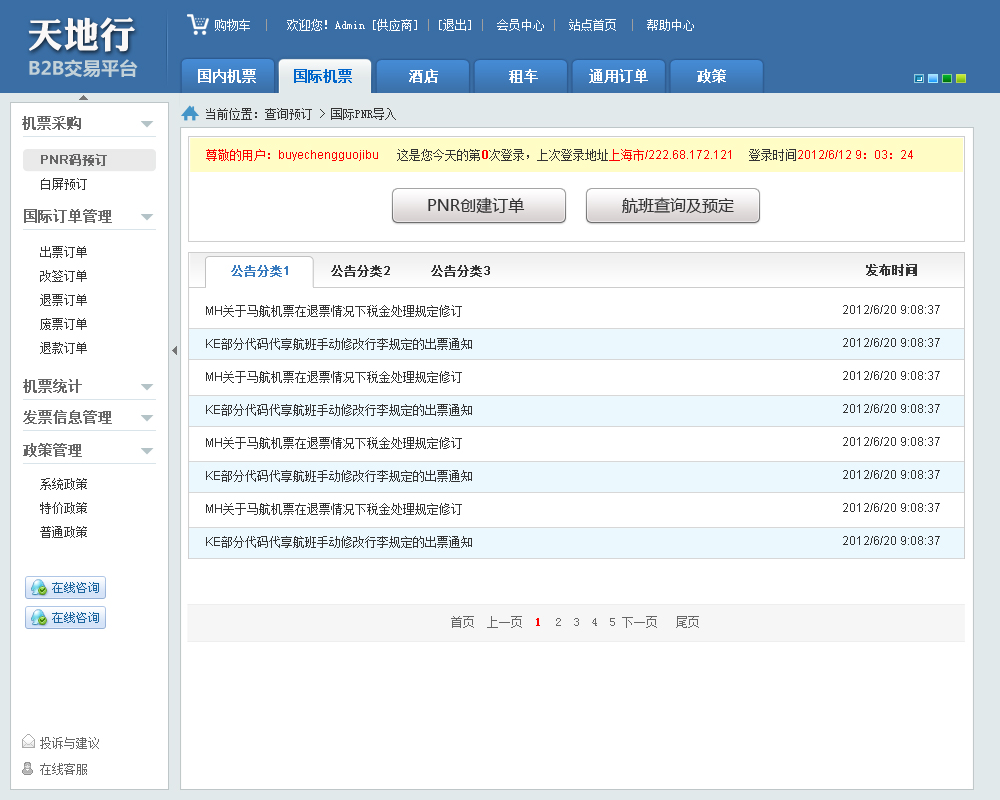 天地行
B2B交易平台
购物车 | 欢迎您! Admin [供应商] | [退出] | 会员中心 | 站点首页 | 帮助中心
国内机票 国际机票 酒店 租车 通用订单 政策
当前位置: 查询预订 > 国际PNR导入
机票采购
PNR码预订
白屏预订
国际订单管理
出票订单
改签订单
退票订单
废票订单
退款订单
机票统计
发票信息管理
政策管理
系统政策
特价政策
普通政策
在线咨询
在线咨询
投诉与建议
在线客服
尊敬的用户: buyechengguojibu 这是您今天的第0次登录, 上次登录地址上海市/222.68.172.121 登录时间2012/6/12 9: 03: 24
PNR创建订单 航班查询及预定
公告分类1 公告分类2 公告分类3 发布时间
MH关于马航机票在退票情况下税金处理规定修订 2012/6/20 9:08:37
KE部分代码代享航班手动修改行李规定的出票通知 2012/6/20 9:08:37
MH关于马航机票在退票情况下税金处理规定修订 2012/6/20 9:08:37
KE部分代码代享航班手动修改行李规定的出票通知 2012/6/20 9:08:37
MH关于马航机票在退票情况下税金处理规定修订 2012/6/20 9:08:37
KE部分代码代享航班手动修改行李规定的出票通知 2012/6/20 9:08:37
MH关于马航机票在退票情况下税金处理规定修订 2012/6/20 9:08:37
KE部分代码代享航班手动修改行李规定的出票通知 2012/6/20 9:08:37
首页 上一页 1 2 3 4 5 下一页 尾页